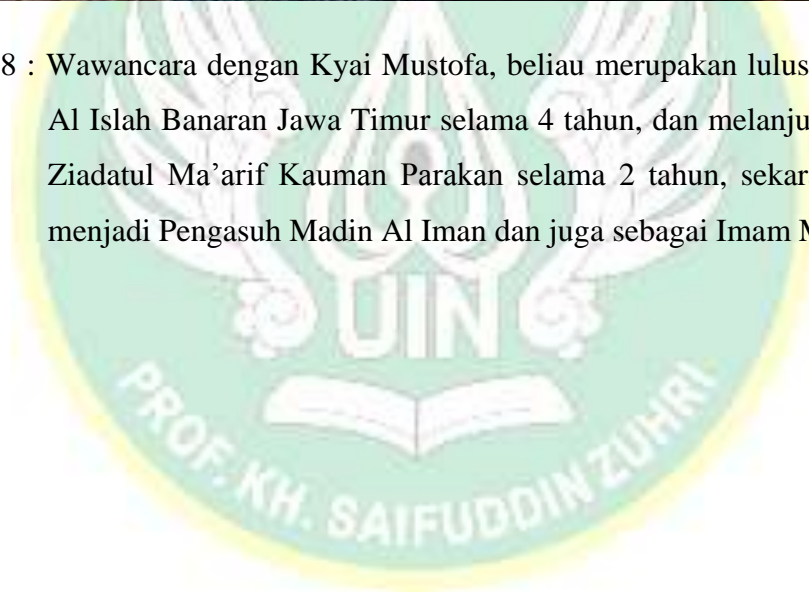 8 : Wawancara dengan Kyai Mustofa, beliau merupakan lulus
Al Islah Banaran Jawa Timur selama 4 tahun, dan melanju
Ziadatul Ma’arif Kauman Parakan selama 2 tahun, sekar
menjadi Pengasuh Madin Al Iman dan juga sebagai Imam M
UIN
PROF. KH. SAIFUDDIN ZUHRI